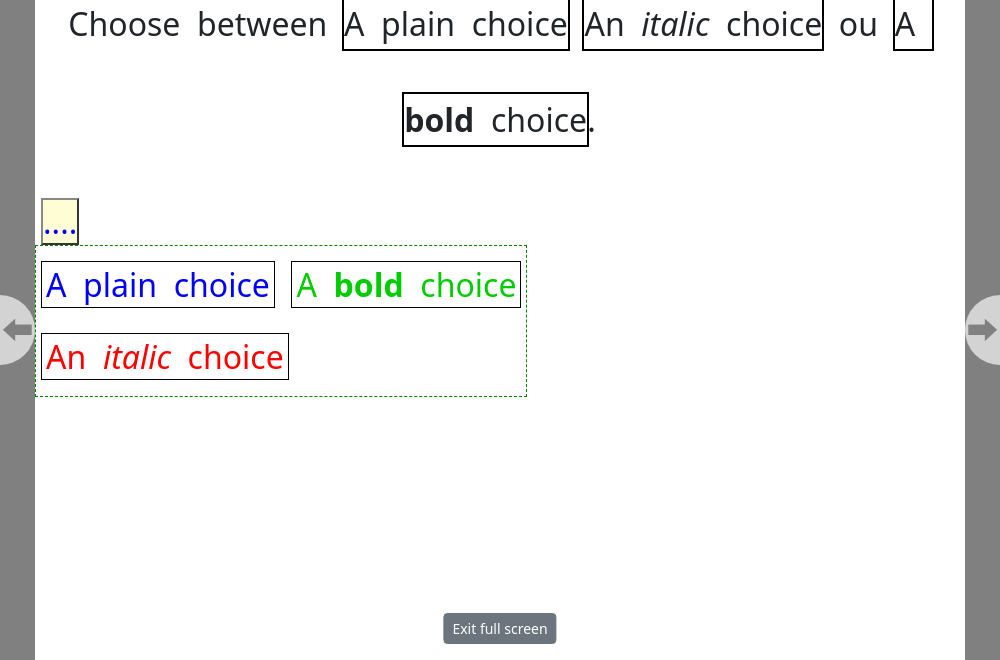 Choose between A plain choice An italic choice ou A
bold choice.
....
A plain choice A bold choice
An italic choice
Exit full screen